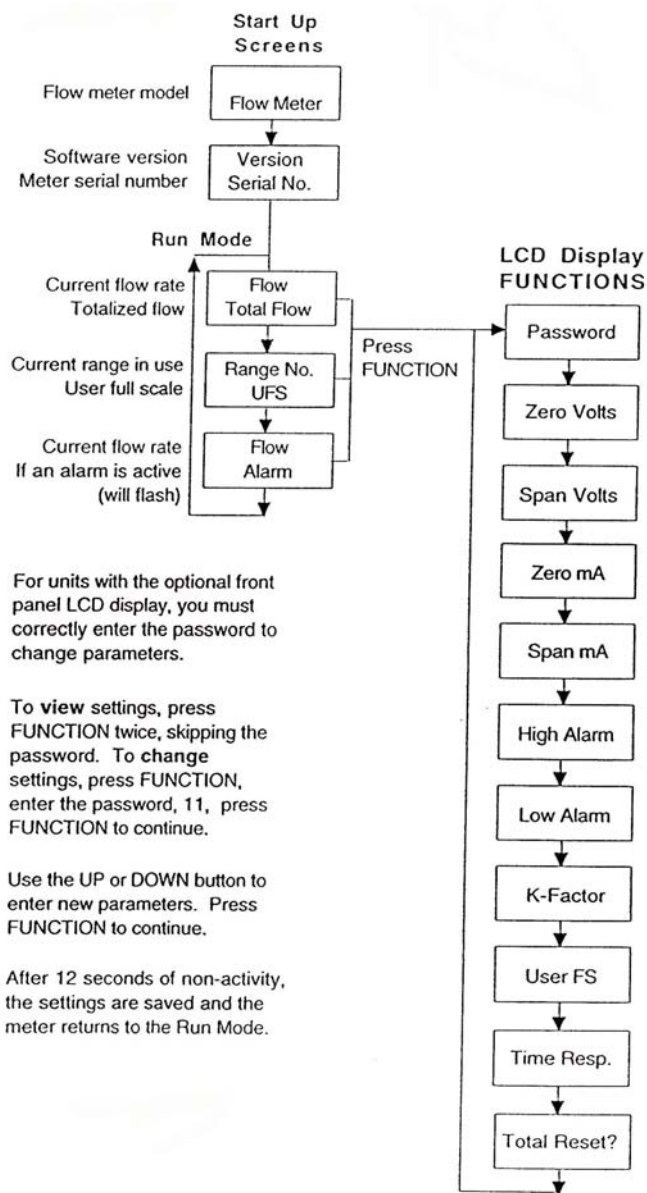 Start Up
Screens
Flow meter model
Flow Meter
Software version
Meter serial number
Version
Serial No.
Run Mode
Current flow rate
Totalized flow
Flow
Total Flow
Current range in use
User full scale
Range No.
UFS
Current flow rate
If an alarm is active
(will flash)
Flow
Alarm
Press
FUNCTION
LCD Display
FUNCTIONS
Password
Zero Volts
Span Volts
Zero mA
Span mA
High Alarm
Low Alarm
K-Factor
User FS
Time Resp.
Total Reset?
For units with the optional front
panel LCD display, you must
correctly enter the password to
change parameters.
To view settings, press
FUNCTION twice, skipping the
password. To change
settings, press FUNCTION,
enter the password, 11, press
FUNCTION to continue.
Use the UP or DOWN button to
enter new parameters. Press
FUNCTION to continue.
After 12 seconds of non-activity,
the settings are saved and the
meter returns to the Run Mode.